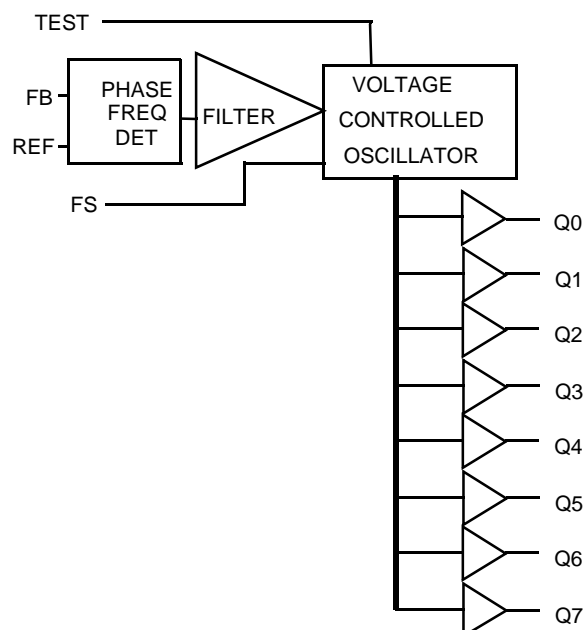 TEST
FB
REF
PHASE
FREQ
DET
FILTER
VOLTAGE
CONTROLLED
OSCILLATOR
FS
Q0
Q1
Q2
Q3
Q4
Q5
Q6
Q7